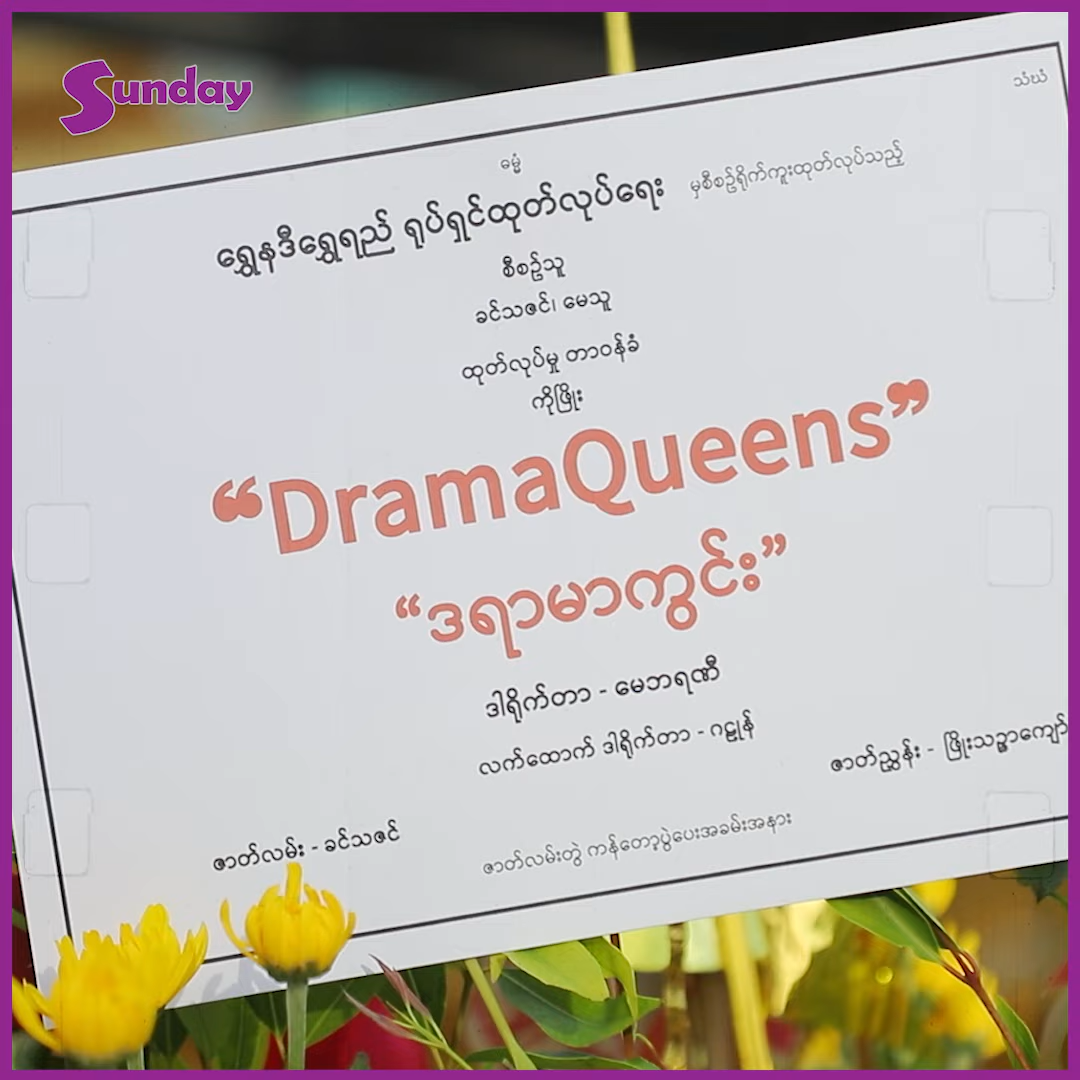 Sunday
သံဃံ
ဓမ္မံ
ရွှေနဒီရွှေရည် ရုပ်ရှင်ထုတ်လုပ်ရေး မှစီစဉ်ရိုက်ကူးထုတ်လုပ်သည့်
စီစဉ်သူ
ခင်သဇင်၊ မေသူ
ထုတ်လုပ်မှု တာဝန်ခံ
ကိုဖြိုး
“DramaQueens”
“ဒရာမာကွင်း”
ဒါရိုက်တာ - မေဘရဏီ
လက်ထောက် ဒါရိုက်တာ - ဂဠုန်
ဇာတ်ညွှန်း - ဖြိုးသဉ္ဇာကျော်
ဇာတ်လမ်း - ခင်သဇင်
ဇာတ်လမ်းတွဲ ကန်တော့ပွဲပေးအခမ်းအနား